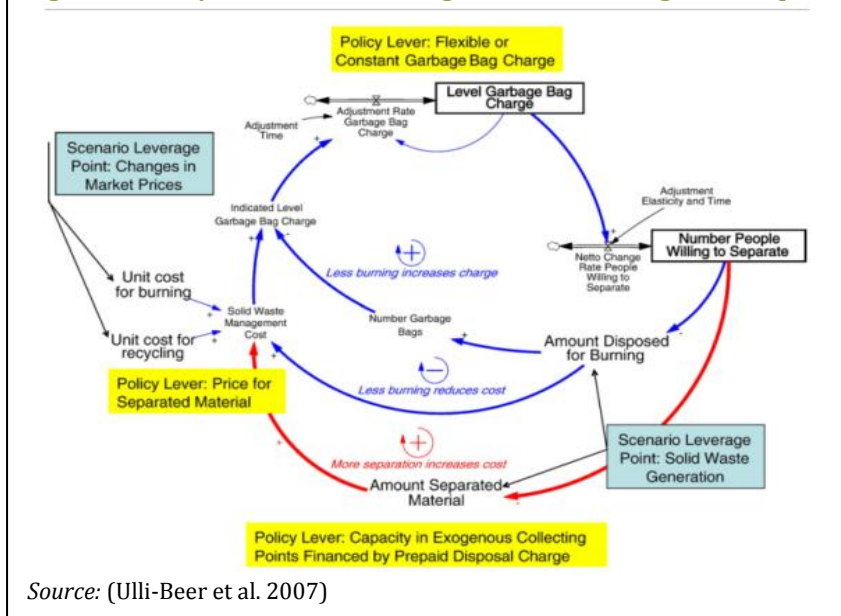 Policy Lever: Flexible or
Constant Garbage Bag Charge
Level Garbage Bag
Charge
Adjustment Rate
Garbage Bag
Charge
Adjustment
Time
+
Scenario Leverage
Point: Changes in
Market Prices
Adjustment
Elasticity and Time
Indicated Level
Garbage Bag Charge
+
-
+
Number People
Willing to Separate
Netto Change
Rate People
Willing to
Separate
+
Less burning increases charge
Unit cost
for burning
+
Solid Waste
Management
Cost
Number Garbage
Bags
+
Unit cost for
recycling
+
+
Amount Disposed
for Burning
-
Policy Lever: Price for
Separated Material
−
Less burning reduces cost
+
+
More separation increases cost
Scenario Leverage
Point: Solid Waste
Generation
Amount Separated
Material
Policy Lever: Capacity in Exogenous Collecting
Points Financed by Prepaid Disposal Charge
Source: (Ulli-Beer et al. 2007)